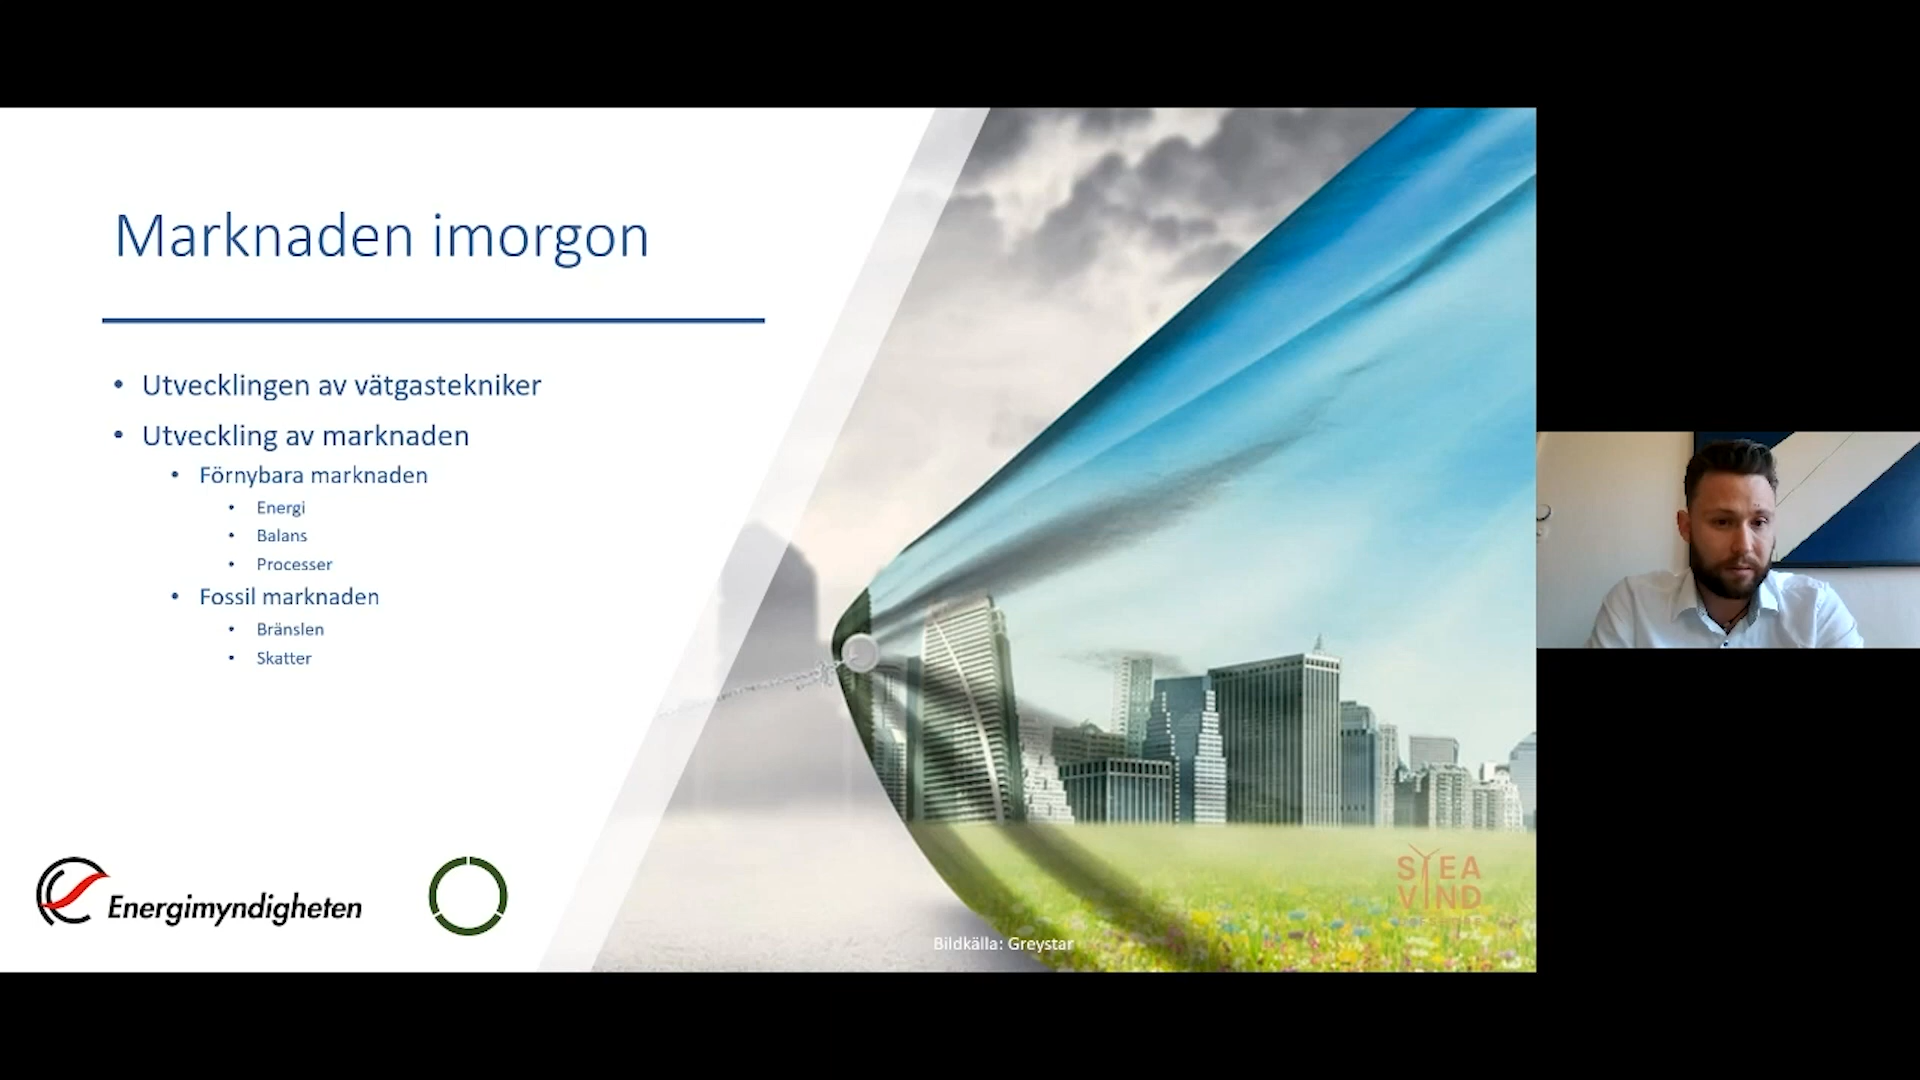 Marknaden imorgon
• Utvecklingen av vätgastekniker
• Utveckling av marknaden
• Förnybara marknaden
• Energi
• Balans
• Processer
• Fossil marknaden
• Bränslen
• Skatter
Energimyndigheten
SVEA
VIND
Bildkälla: Greystar